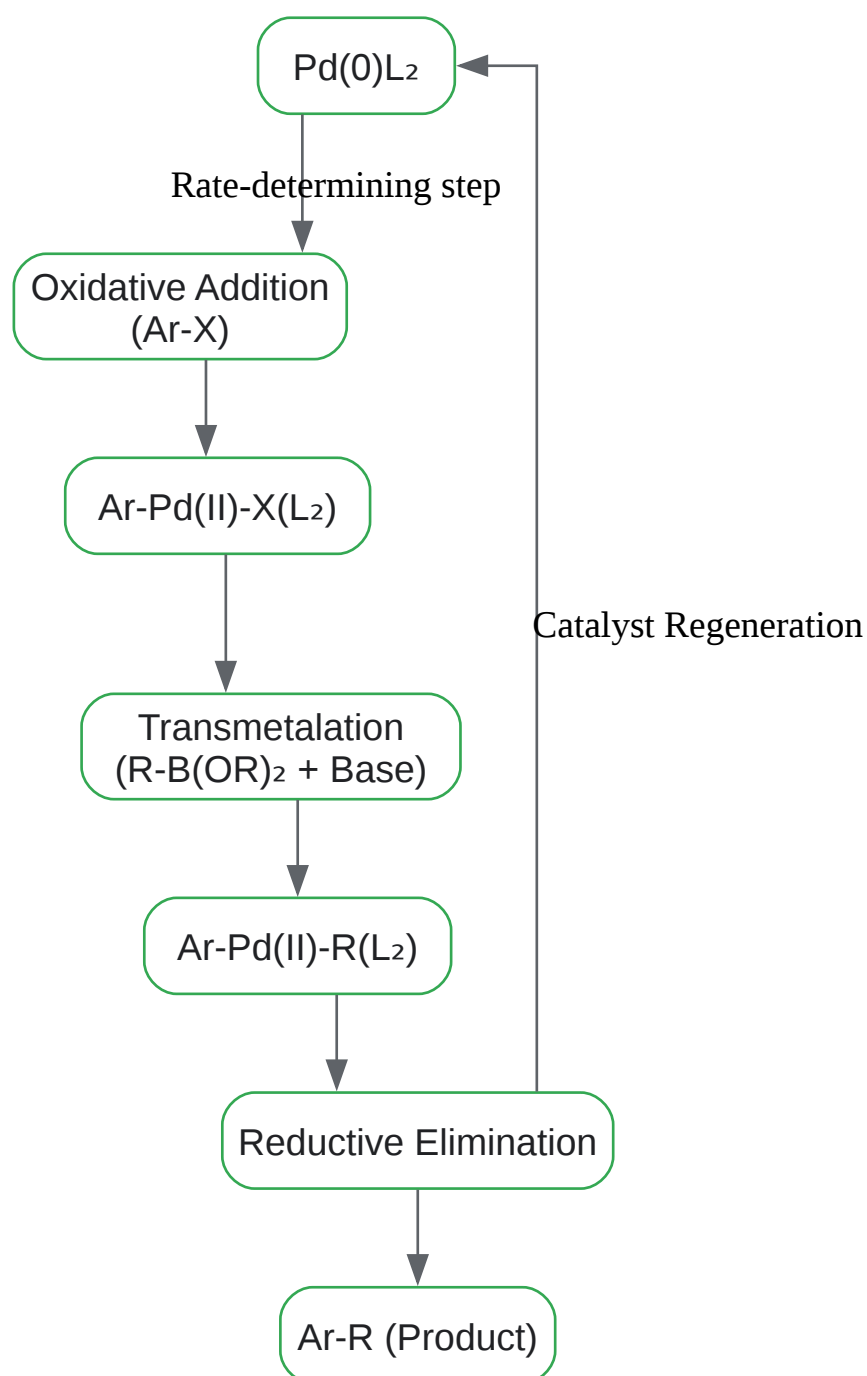 Pd(0)L₂
Rate-determining step
Oxidative Addition
(Ar-X)
Ar-Pd(II)-X(L₂)
Catalyst Regeneration
Transmetalation
(R-B(OR)₂ + Base)
Ar-Pd(II)-R(L₂)
Reductive Elimination
Ar-R (Product)